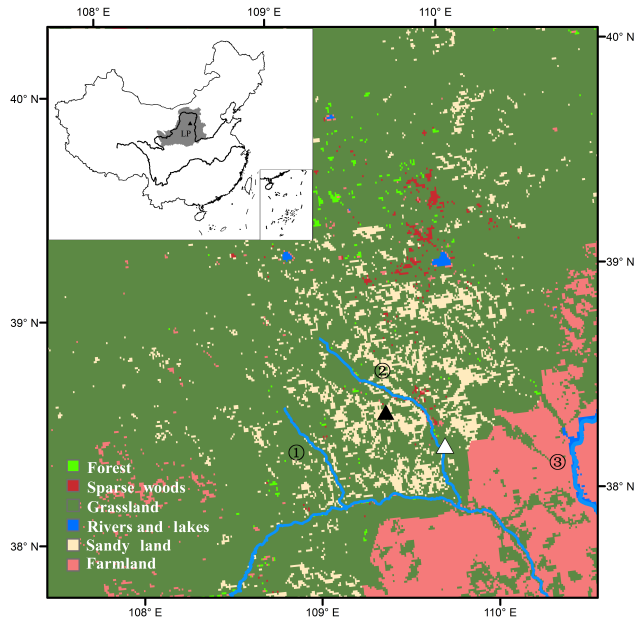 108° E 109° E 110° E
40° N
40° N
LP
39° N
39° N
②
①
③
38° N
38° N
Forest
Sparse woods
Grassland
Rivers and lakes
Sandy land
Farmland
108° E 109° E 110° E